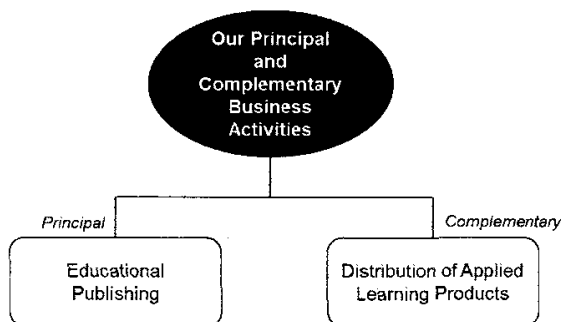 Our Principal
and
Complementary
Business
Activities
Principal
Complementary
Educational
Publishing
Distribution of Applied
Learning Products